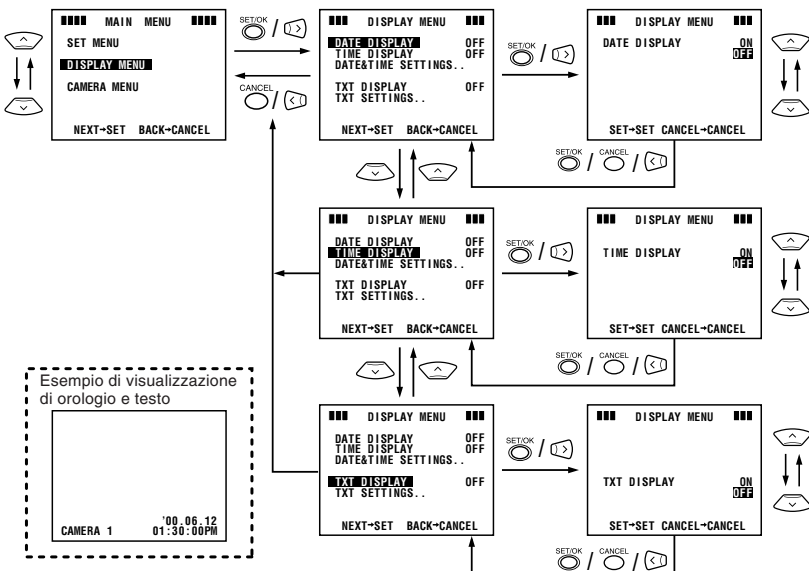 MAIN MENU
SET MENU
DISPLAY MENU
CAMERA MENU
NEXT→SET BACK→CANCEL
SET/OK
/
CANCEL
/
DISPLAY MENU
DATE DISPLAY OFF
TIME DISPLAY OFF
DATE&TIME SETTINGS..
TXT DISPLAY OFF
TXT SETTINGS..
NEXT→SET BACK→CANCEL
SET/OK
/
DISPLAY MENU
DATE DISPLAY ON
OFF
SET→SET CANCEL→CANCEL
SET/OK / CANCEL /
DISPLAY MENU
DATE DISPLAY OFF
TIME DISPLAY OFF
DATE&TIME SETTINGS..
TXT DISPLAY OFF
TXT SETTINGS..
NEXT→SET BACK→CANCEL
SET/OK
/
DISPLAY MENU
TIME DISPLAY ON
OFF
SET→SET CANCEL→CANCEL
SET/OK / CANCEL /
Esempio di visualizzazione
di orologio e testo
'00.06.12
CAMERA 1 01:30:00PM
DISPLAY MENU
DATE DISPLAY OFF
TIME DISPLAY OFF
DATE&TIME SETTINGS..
TXT DISPLAY OFF
TXT SETTINGS..
NEXT→SET BACK→CANCEL
SET/OK
/
DISPLAY MENU
TXT DISPLAY ON
OFF
SET→SET CANCEL→CANCEL
SET/OK / CANCEL /